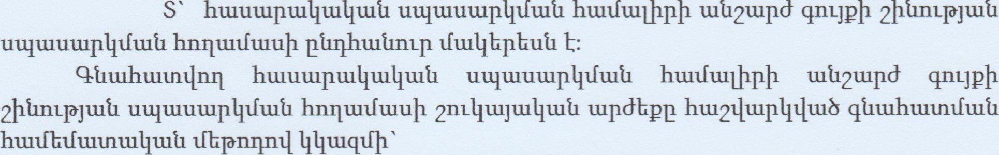 Տ՝ հասարակական սպասարկման համալիրի անշարժ գույքի շինության
սպասարկման հողամասի ընդհանուր մակերեսն է:
Գնահատվող հասարակական սպասարկման համալիրի անշարժ գույքի
շինության սպասարկման հողամասի շուկայական արժեքը հաշվարկված գնահատման
համեմատական մեթոդով կկազմի՝